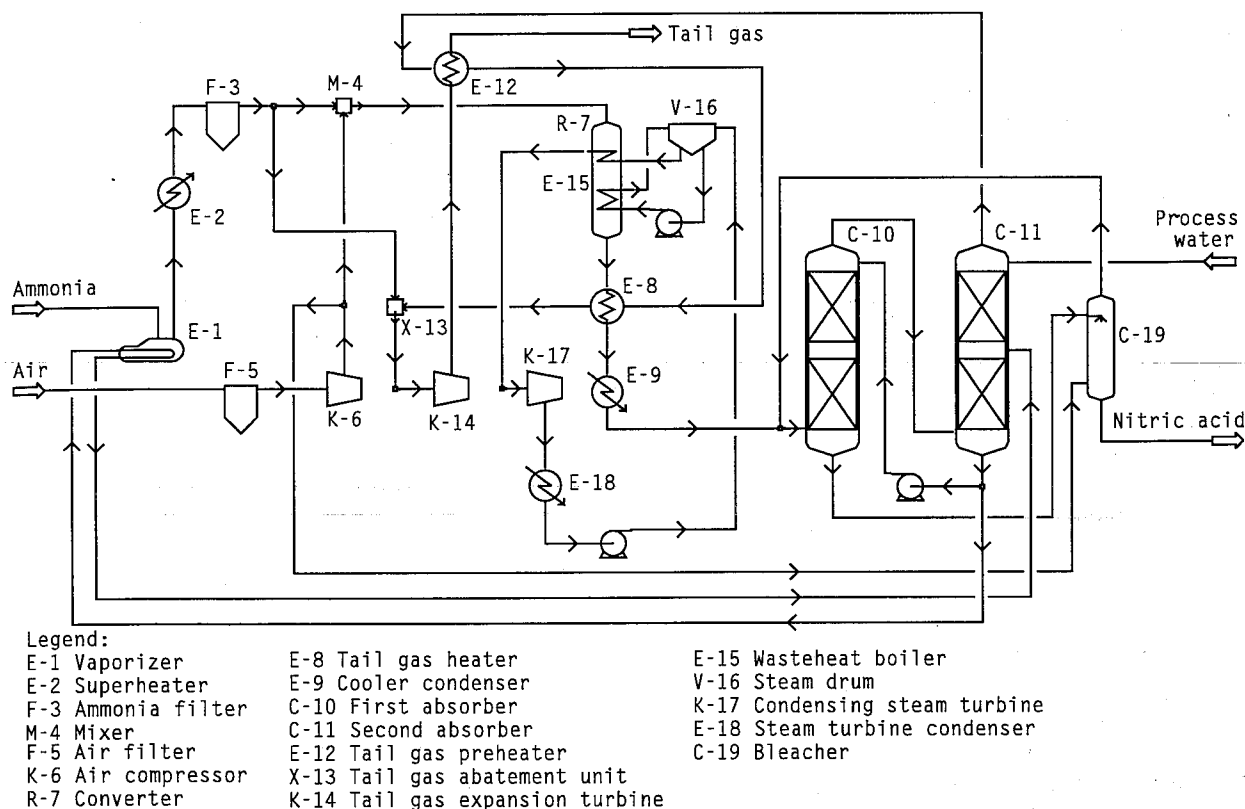 Tail gas
F-3
M-4
E-12
V-16
R-7
E-15
E-2
C-10
C-11
Process
water
Ammonia
E-8
E-1
X-13
C-19
K-17
Air
F-5
E-9
K-6
K-14
Nitric acid
E-18
Legend:
E-1 Vaporizer
E-2 Superheater
F-3 Ammonia filter
M-4 Mixer
F-5 Air filter
K-6 Air compressor
R-7 Converter
E-8 Tail gas heater
E-9 Cooler condenser
C-10 First absorber
C-11 Second absorber
E-12 Tail gas preheater
X-13 Tail gas abatement unit
K-14 Tail gas expansion turbine
E-15 Wasteheat boiler
V-16 Steam drum
K-17 Condensing steam turbine
E-18 Steam turbine condenser
C-19 Bleacher